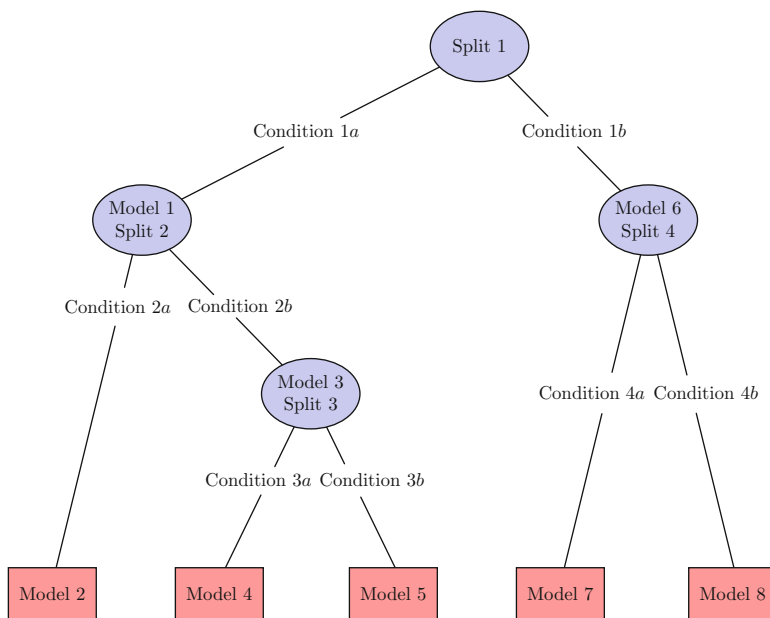 Split 1
Condition 1a
Condition 1b
Model 1
Split 2
Model 6
Split 4
Condition 2a
Condition 2b
Model 3
Split 3
Condition 4a
Condition 4b
Condition 3a
Condition 3b
Model 2
Model 4
Model 5
Model 7
Model 8